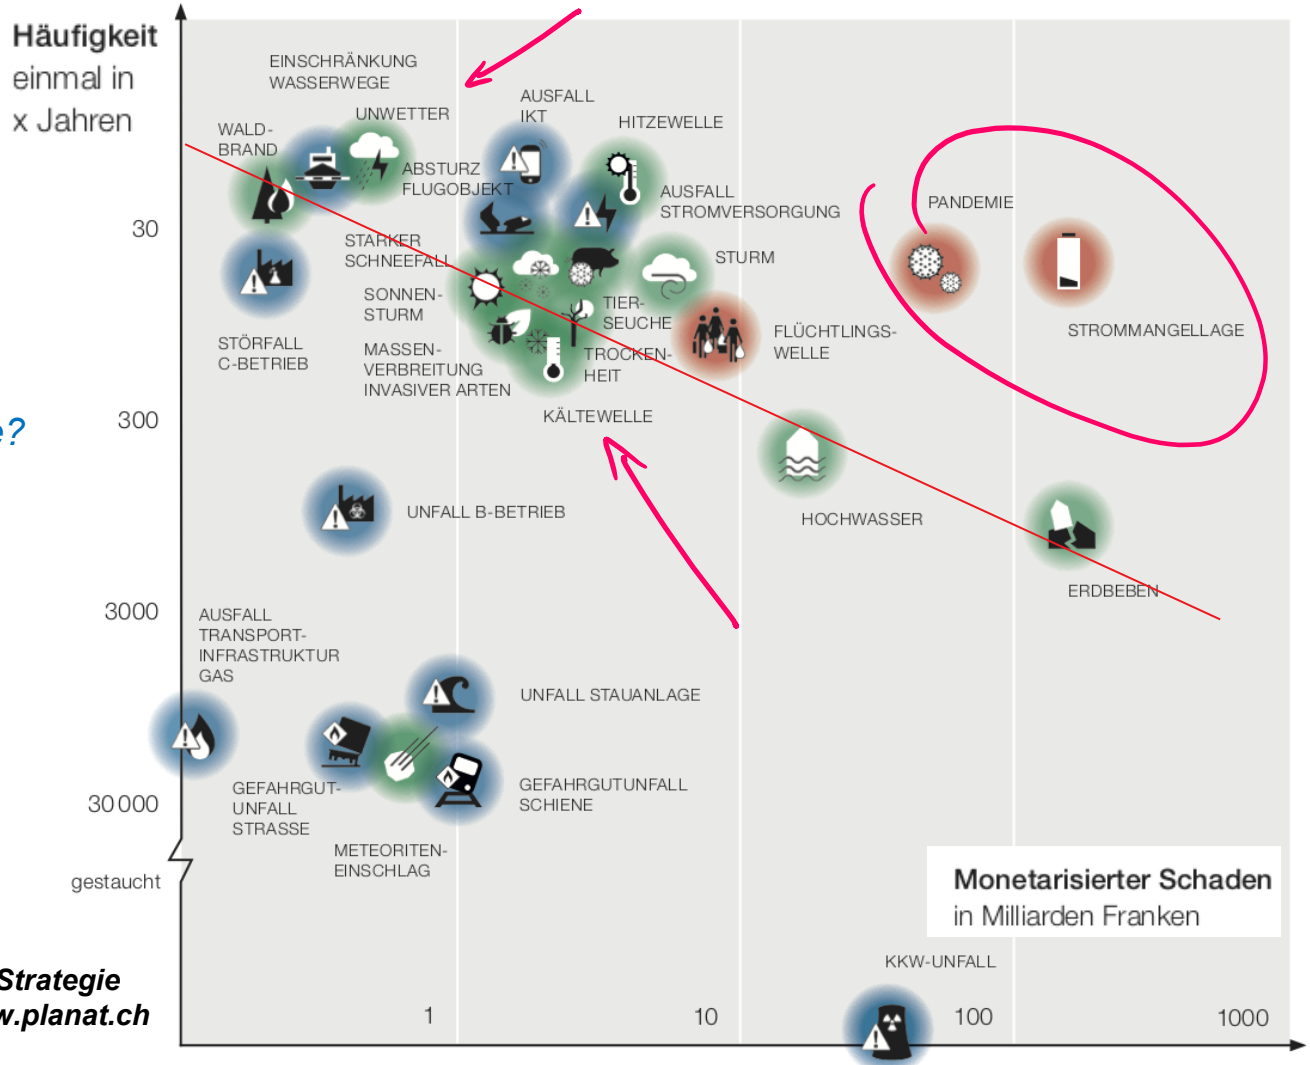 Häufigkeit
einmal in
x Jahren
EINSCHRÄNKUNG
WASSERWEGE
UNWETTER
WALD-
BRAND
ABSTURZ
FLUGOBJEKT
AUSFALL
IKT
HITZEWELLE
AUSFALL
STROMVERSORGUNG
PANDEMIE
30
STARKER
SCHNEEFALL
STURM
SONNEN-
STURM
TIER-
SEUCHE
STROMMANGELLAGE
STÖRFALL
C-BETRIEB
MASSEN-
VERBREITUNG
INVASIVER ARTEN
TROCKEN-
HEIT
FLÜCHTLINGS-
WELLE
300
KÄLTEWELLE
?
UNFALL B-BETRIEB
HOCHWASSER
ERDBEBEN
3000
AUSFALL
TRANSPORT-
INFRASTRUKTUR
GAS
UNFALL STAUANLAGE
GEFAHRGUT-
UNFALL
STRASSE
GEFAHRGUTUNFALL
SCHIENE
30 000
METEORITEN-
EINSCHLAG
gestaucht
Monetarisierter Schaden
in Milliarden Franken
KKW-UNFALL
Strategie
w.planat.ch
1
10
100
1000